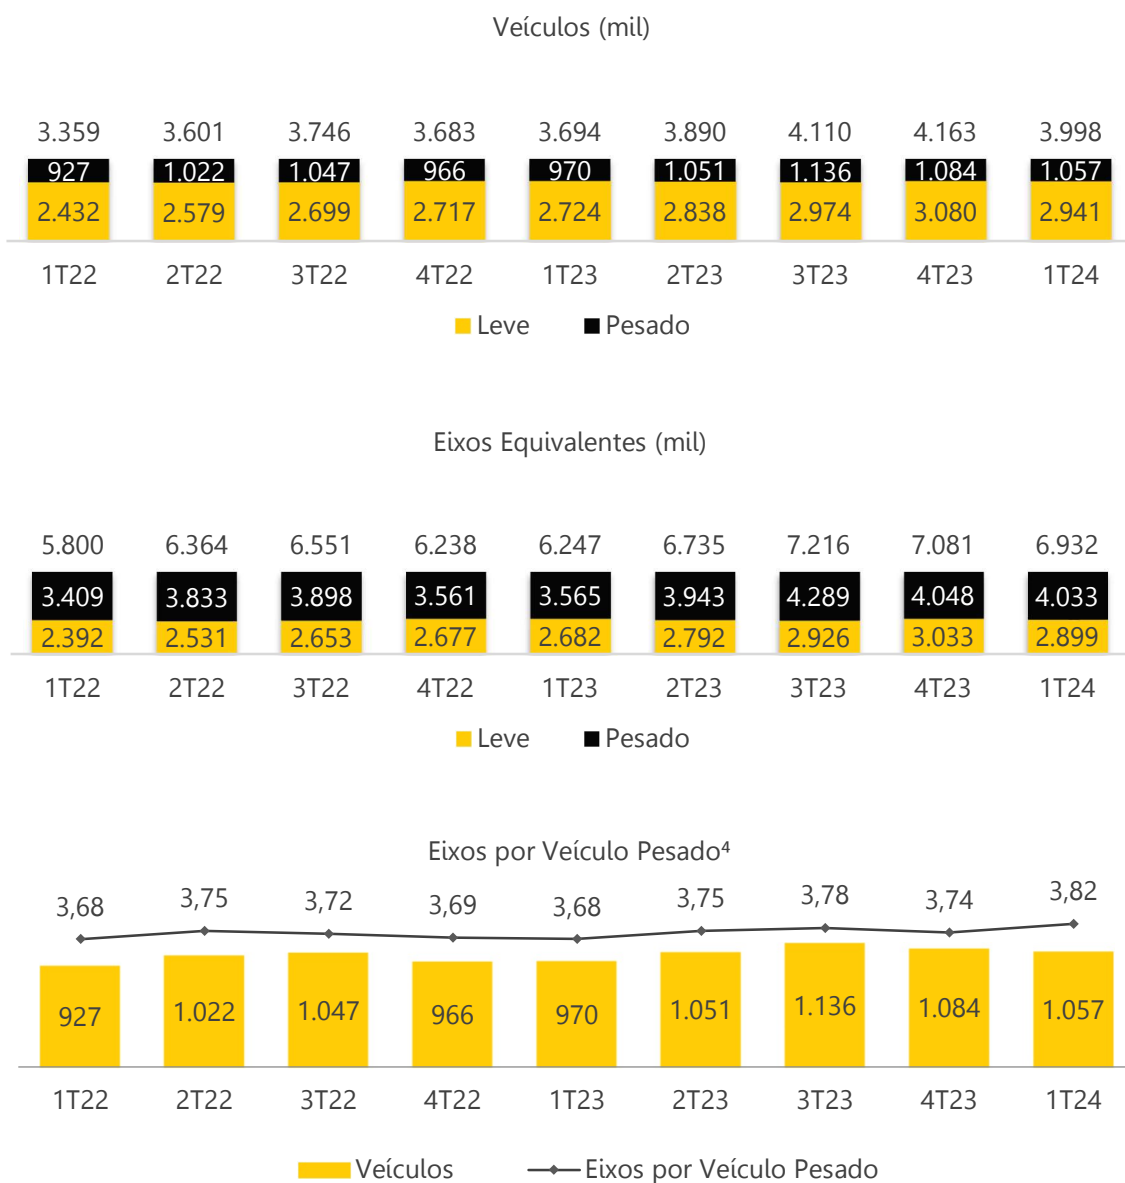 Veículos (mil)
3.359 3.601 3.746 3.683 3.694 3.890 4.110 4.163 3.998
927 1.022 1.047 966 970 1.051 1.136 1.084 1.057
2.432 2.579 2.699 2.717 2.724 2.838 2.974 3.080 2.941
1T22 2T22 3T22 4T22 1T23 2T23 3T23 4T23 1T24
Leve Pesado
Eixos Equivalentes (mil)
5.800 6.364 6.551 6.238 6.247 6.735 7.216 7.081 6.932
3.409 3.833 3.898 3.561 3.565 3.943 4.289 4.048 4.033
2.392 2.531 2.653 2.677 2.682 2.792 2.926 3.033 2.899
1T22 2T22 3T22 4T22 1T23 2T23 3T23 4T23 1T24
Leve Pesado
Eixos por Veículo Pesado⁴
3,68 3,75 3,72 3,69 3,68 3,75 3,78 3,74 3,82
927 1.022 1.047 966 970 1.051 1.136 1.084 1.057
1T22 2T22 3T22 4T22 1T23 2T23 3T23 4T23 1T24
Veículos Eixos por Veículo Pesado